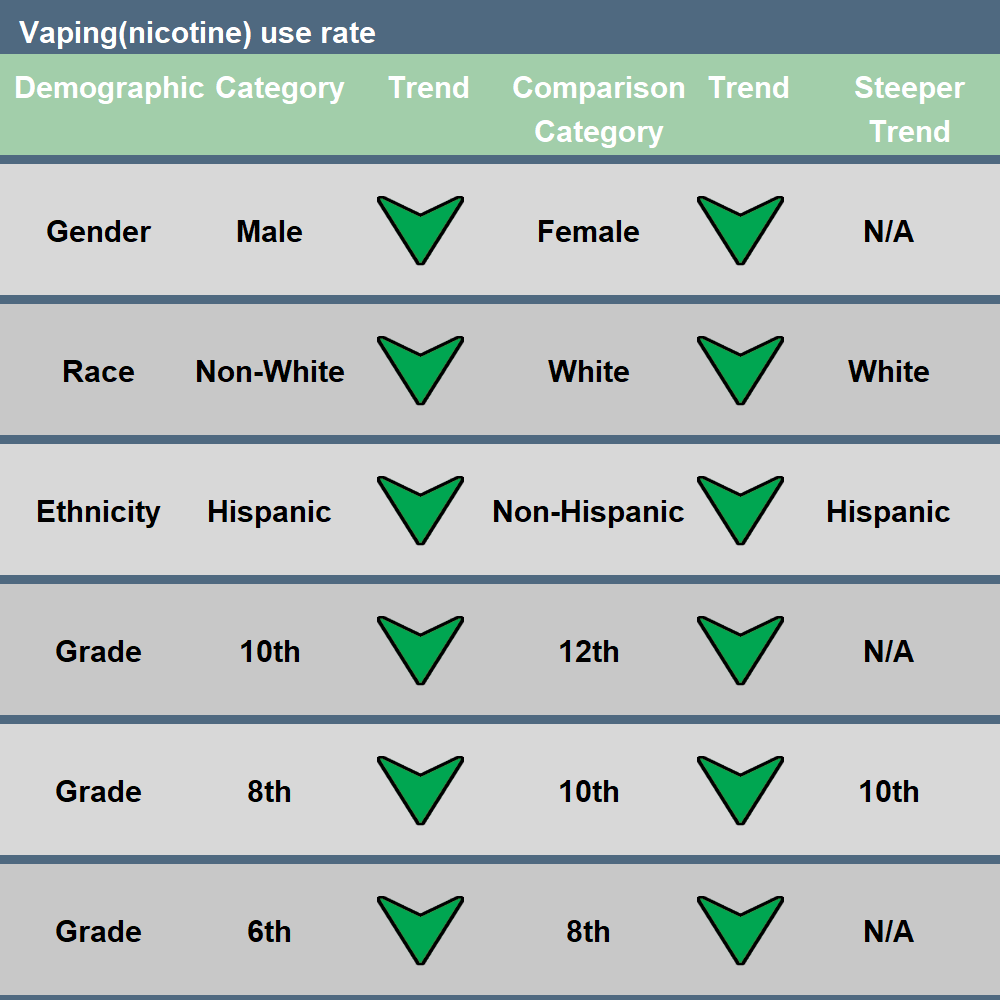 Vaping(nicotine) use rate
Demographic Category Trend Comparison Category Trend Steeper Trend
Gender Male Female N/A
Race Non-White White White
Ethnicity Hispanic Non-Hispanic Hispanic
Grade 10th 12th N/A
Grade 8th 10th 10th
Grade 6th 8th N/A